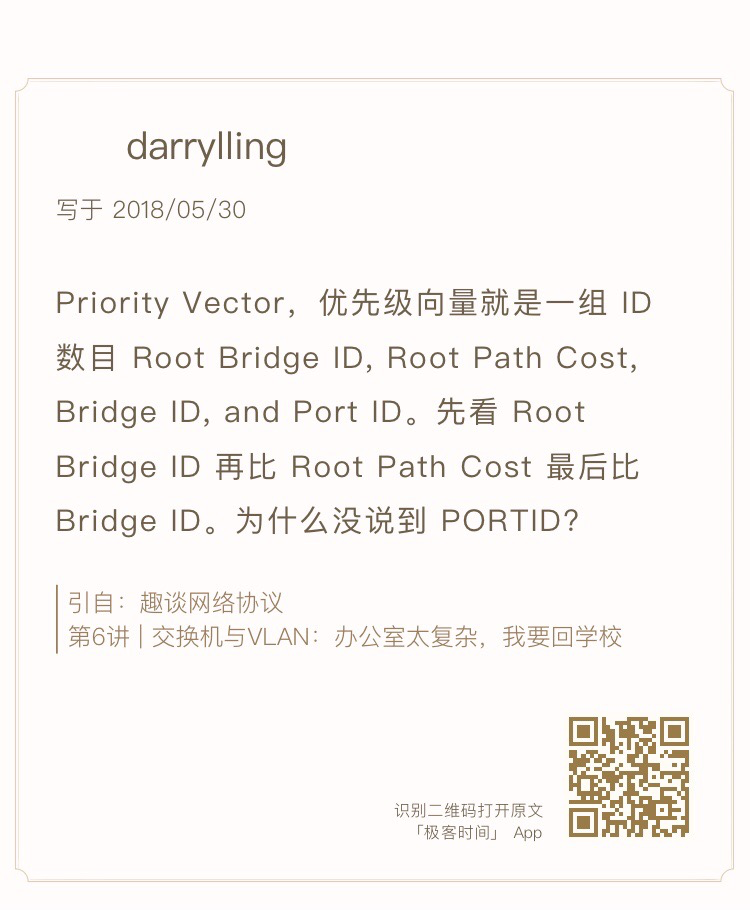 darrylling
写于 2018/05/30
Priority Vector，优先级向量就是一组 ID
数目 Root Bridge ID, Root Path Cost,
Bridge ID, and Port ID。先看 Root
Bridge ID 再比 Root Path Cost 最后比
Bridge ID。为什么没说到 PORTID？
引自：趣谈网络协议
第6讲 | 交换机与VLAN：办公室太复杂，我要回学校
识别二维码打开原文
「极客时间」 App